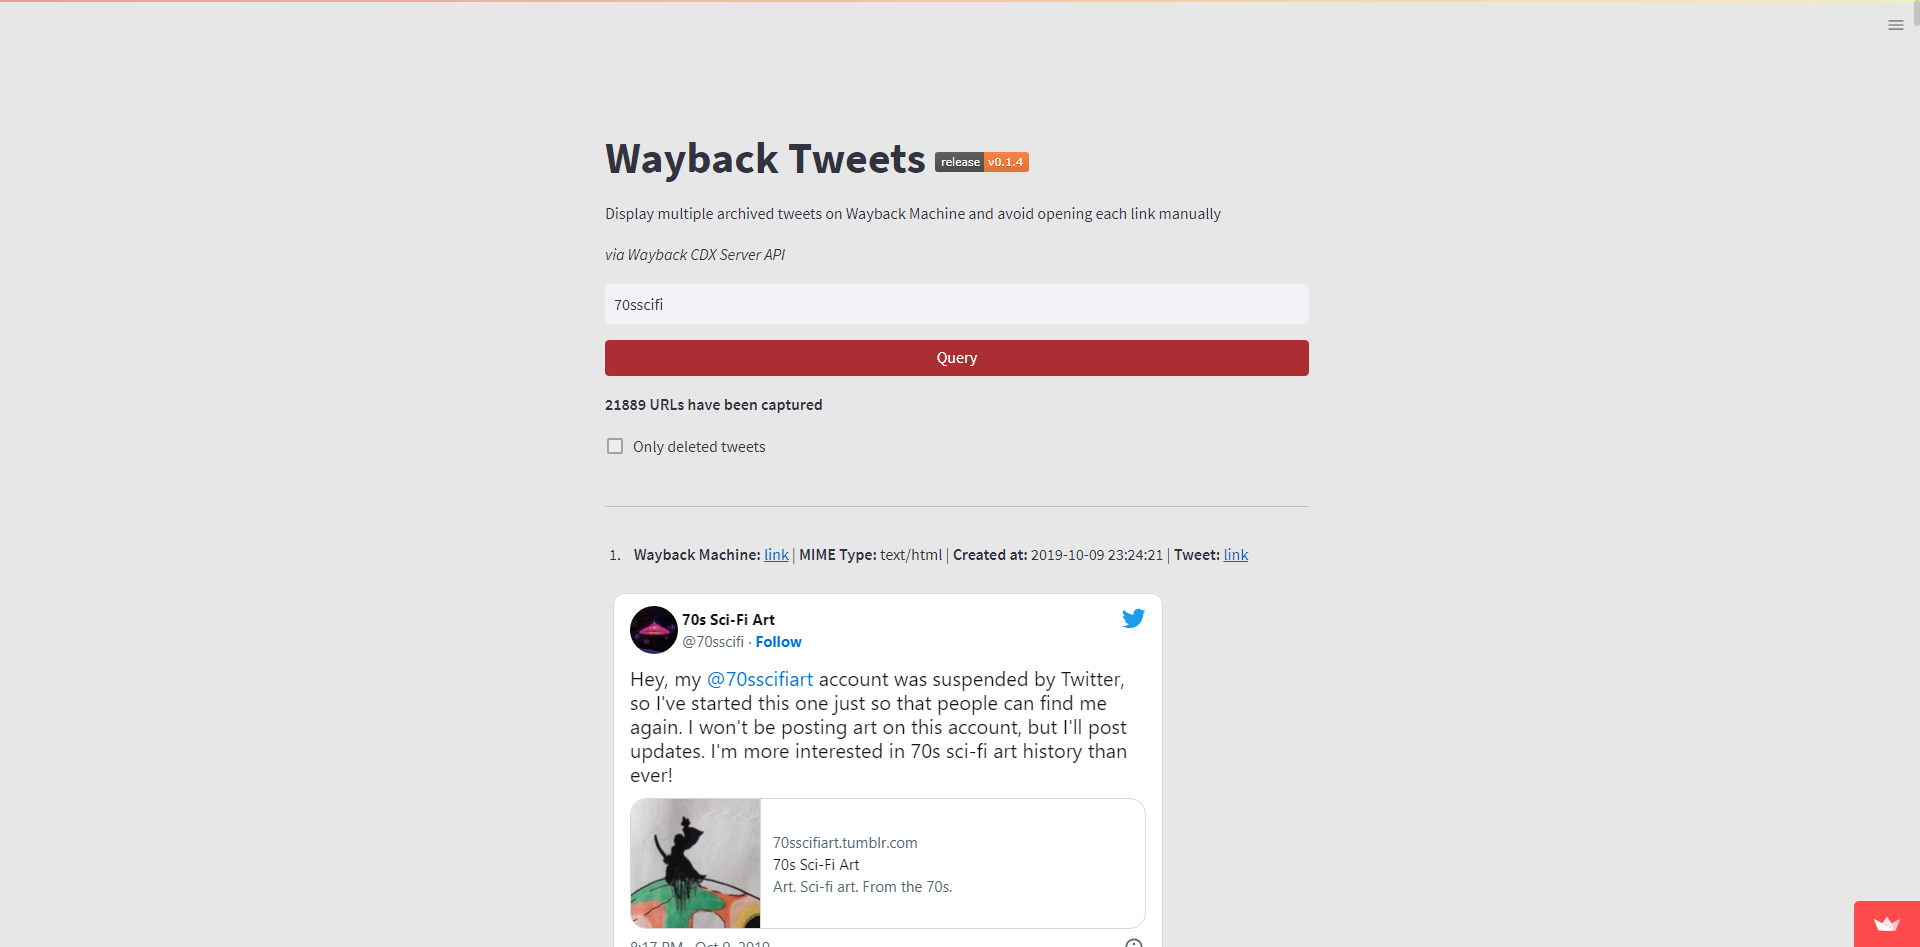 Wayback Tweets release v0.1.4
Display multiple archived tweets on Wayback Machine and avoid opening each link manually
via Wayback CDX Server API
70sscifi
Query
21889 URLs have been captured
Only deleted tweets
1. Wayback Machine: link | MIME Type: text/html | Created at: 2019-10-09 23:24:21 | Tweet: link
70s Sci-Fi Art
@70sscifi · Follow
Hey, my @70sscifiart account was suspended by Twitter,
so I've started this one just so that people can find me
again. I won't be posting art on this account, but I'll post
updates. I'm more interested in 70s sci-fi art history than
ever!
70sscifiart.tumblr.com
70s Sci-Fi Art
Art. Sci-fi art. From the 70s.
8:17 PM · Oct 9, 2019